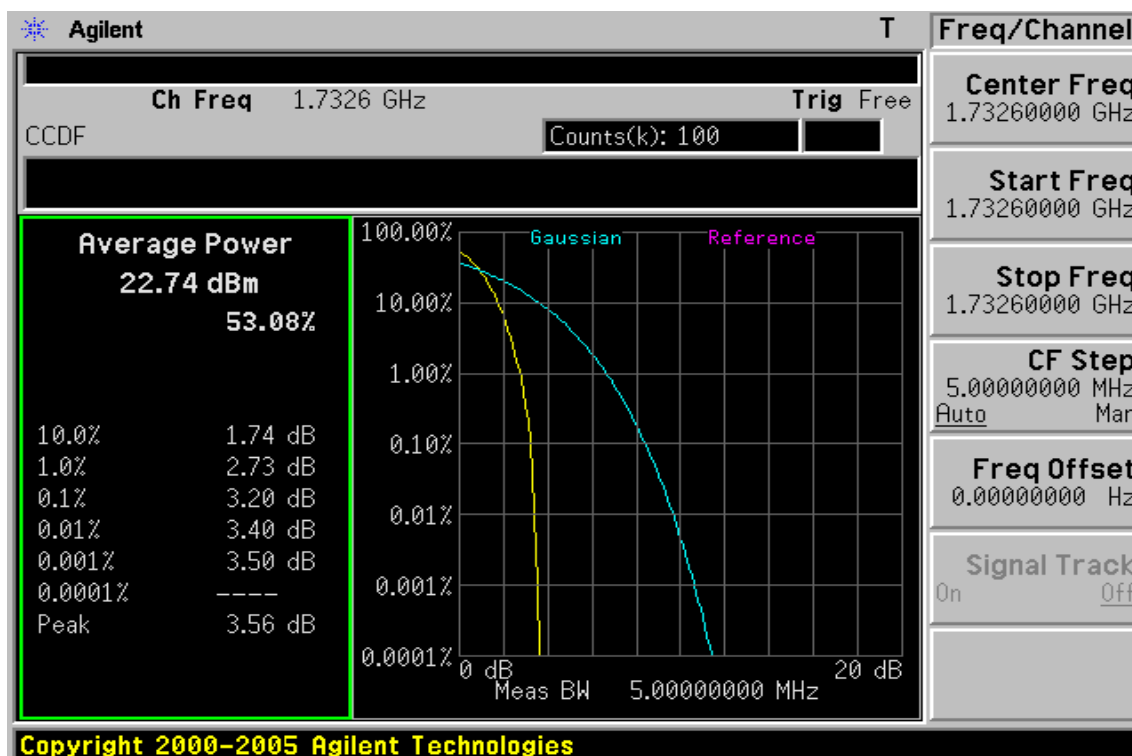 Agilent T
Ch Freq 1.7326 GHz Trig Free
CCDF Counts(k): 100
Average Power
22.74 dBm
53.08%
10.0% 1.74 dB
1.0% 2.73 dB
0.1% 3.20 dB
0.01% 3.40 dB
0.001% 3.50 dB
0.0001% ----
Peak 3.56 dB
Gaussian Reference
100.00%
10.00%
1.00%
0.10%
0.01%
0.001%
0.0001%
0 dB 20 dB
Meas BW 5.00000000 MHz
Freq/Channel
Center Freq
1.73260000 GHz
Start Freq
1.73260000 GHz
Stop Freq
1.73260000 GHz
CF Step
5.00000000 MHz
Auto Man
Freq Offset
0.00000000 Hz
Signal Track
On Off
Copyright 2000-2005 Agilent Technologies